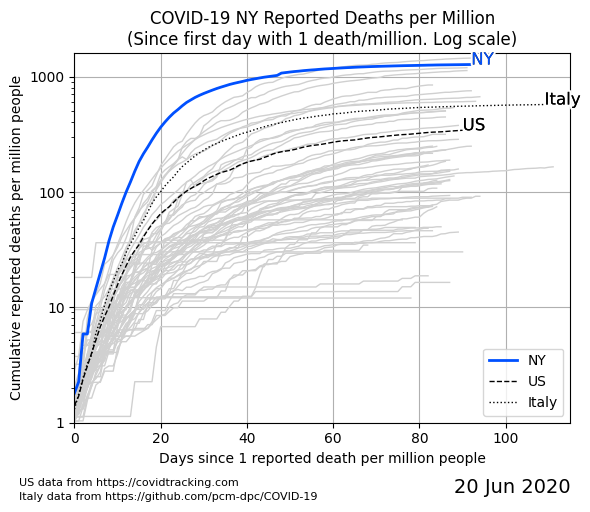 COVID-19 NY Reported Deaths per Million
(Since first day with 1 death/million. Log scale)
Cumulative reported deaths per million people
1000
100
10
1
NY
Italy
US
NY
US
Italy
0
20
40
60
80
100
Days since 1 reported death per million people
US data from https://covidtracking.com
Italy data from https://github.com/pcm-dpc/COVID-19
20 Jun 2020